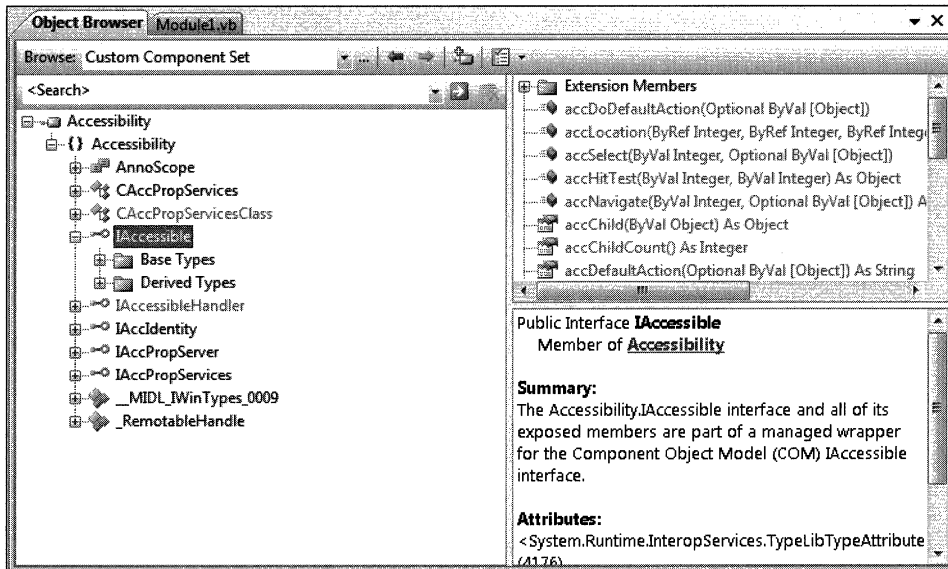 Object Browser Module1.vb
Browse: Custom Component Set
<Search>
Accessibility
{} Accessibility
AnnoScope
CAccPropServices
CAccPropServicesClass
IAccessible
Base Types
Derived Types
IAccessibleHandler
IAccIdentity
IAccPropServer
IAccPropServices
__MIDL_IWinTypes_0009
_RemotableHandle
Extension Members
accDoDefaultAction(Optional ByVal [Object])
accLocation(ByRef Integer, ByRef Integer, ByRef Intege
accSelect(ByVal Integer, Optional ByVal [Object])
accHitTest(ByVal Integer, ByVal Integer) As Object
accNavigate(ByVal Integer, Optional ByVal [Object]) A
accChild(ByVal Object) As Object
accChildCount() As Integer
accDefaultAction(Optional ByVal [Object]) As String
Public Interface IAccessible
Member of Accessibility
Summary:
The Accessibility.IAccessible interface and all of its
exposed members are part of a managed wrapper
for the Component Object Model (COM) IAccessible
interface.
Attributes:
<System.Runtime.InteropServices.TypeLibTypeAttribute
(4176)